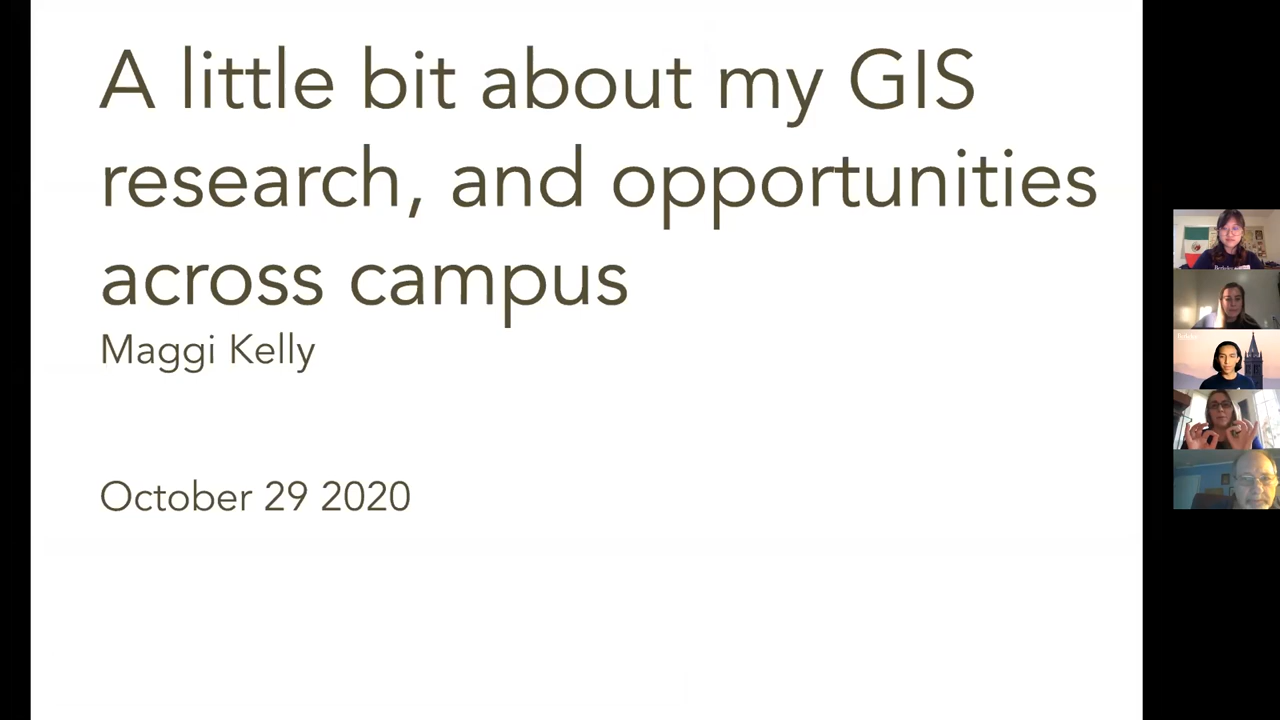 A little bit about my GIS
research, and opportunities
across campus
Maggi Kelly
October 29 2020